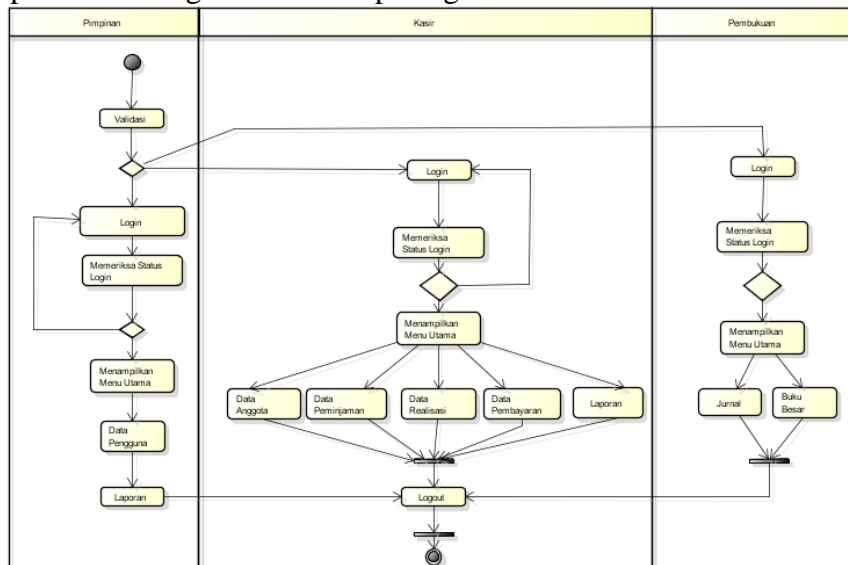 Pimpinan
Kasir
Pembukuan
Validasi
Login
Memeriksa Status
Login
Menampilkan
Menu Utama
Data
Pengguna
Laporan
Login
Memeriksa
Status Login
Menampilkan
Menu Utama
Data
Anggota
Data
Peminjaman
Data
Realisasi
Data
Pembayaran
Laporan
Logout
Login
Memeriksa
Status Login
Menampilkan
Menu Utama
Jurnal
Buku
Besar